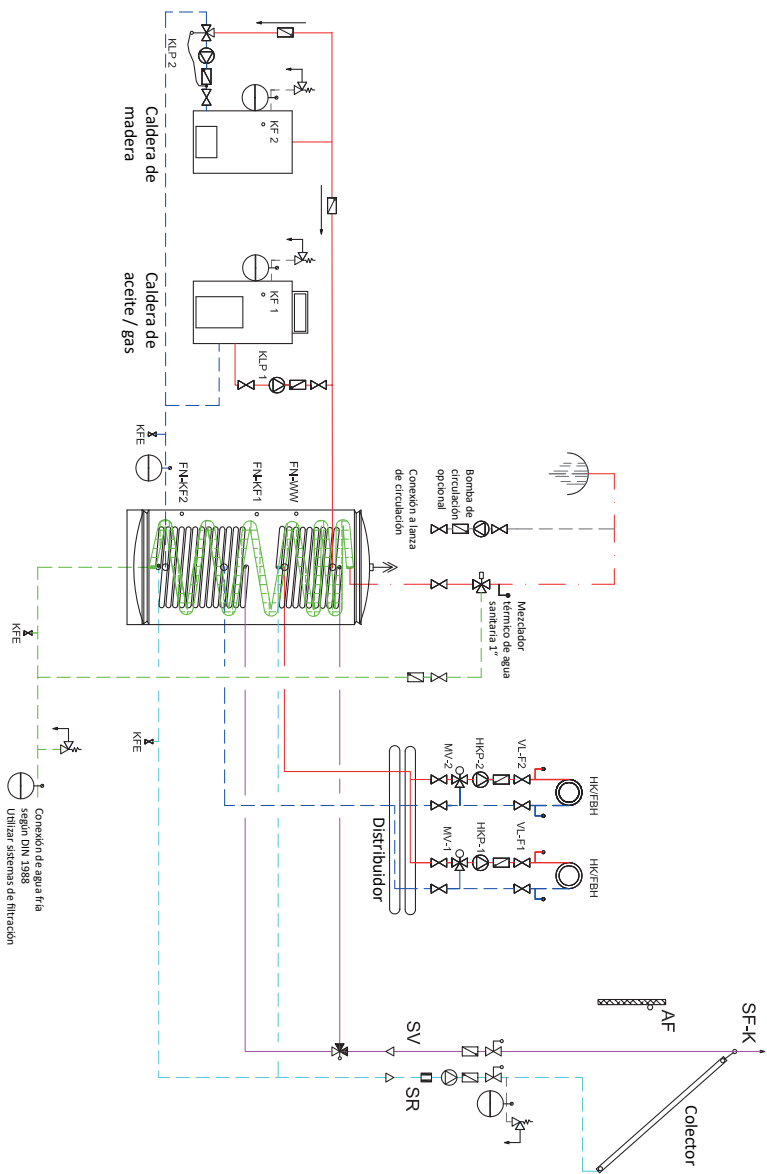 KLP 2
KF 2
Caldera de
madera
KF 1
Caldera de
aceite / gas
KLP 1
KFE
FN-KF2
FN-KF1
FN-WW
Conexión a lanza
de circulación
Bomba de
circulación
opcional
Mezclador
térmico de agua
sanitaria 1"
KFE
KFE
Conexión de agua fría
según DIN 1988
Utilizar sistemas de filtración
MV-2
HKP-2
VL-F2
HK/FBH
MV-1
HKP-1
VL-F1
HK/FBH
Distribuidor
AF
SF-K
SV
SR
Colector